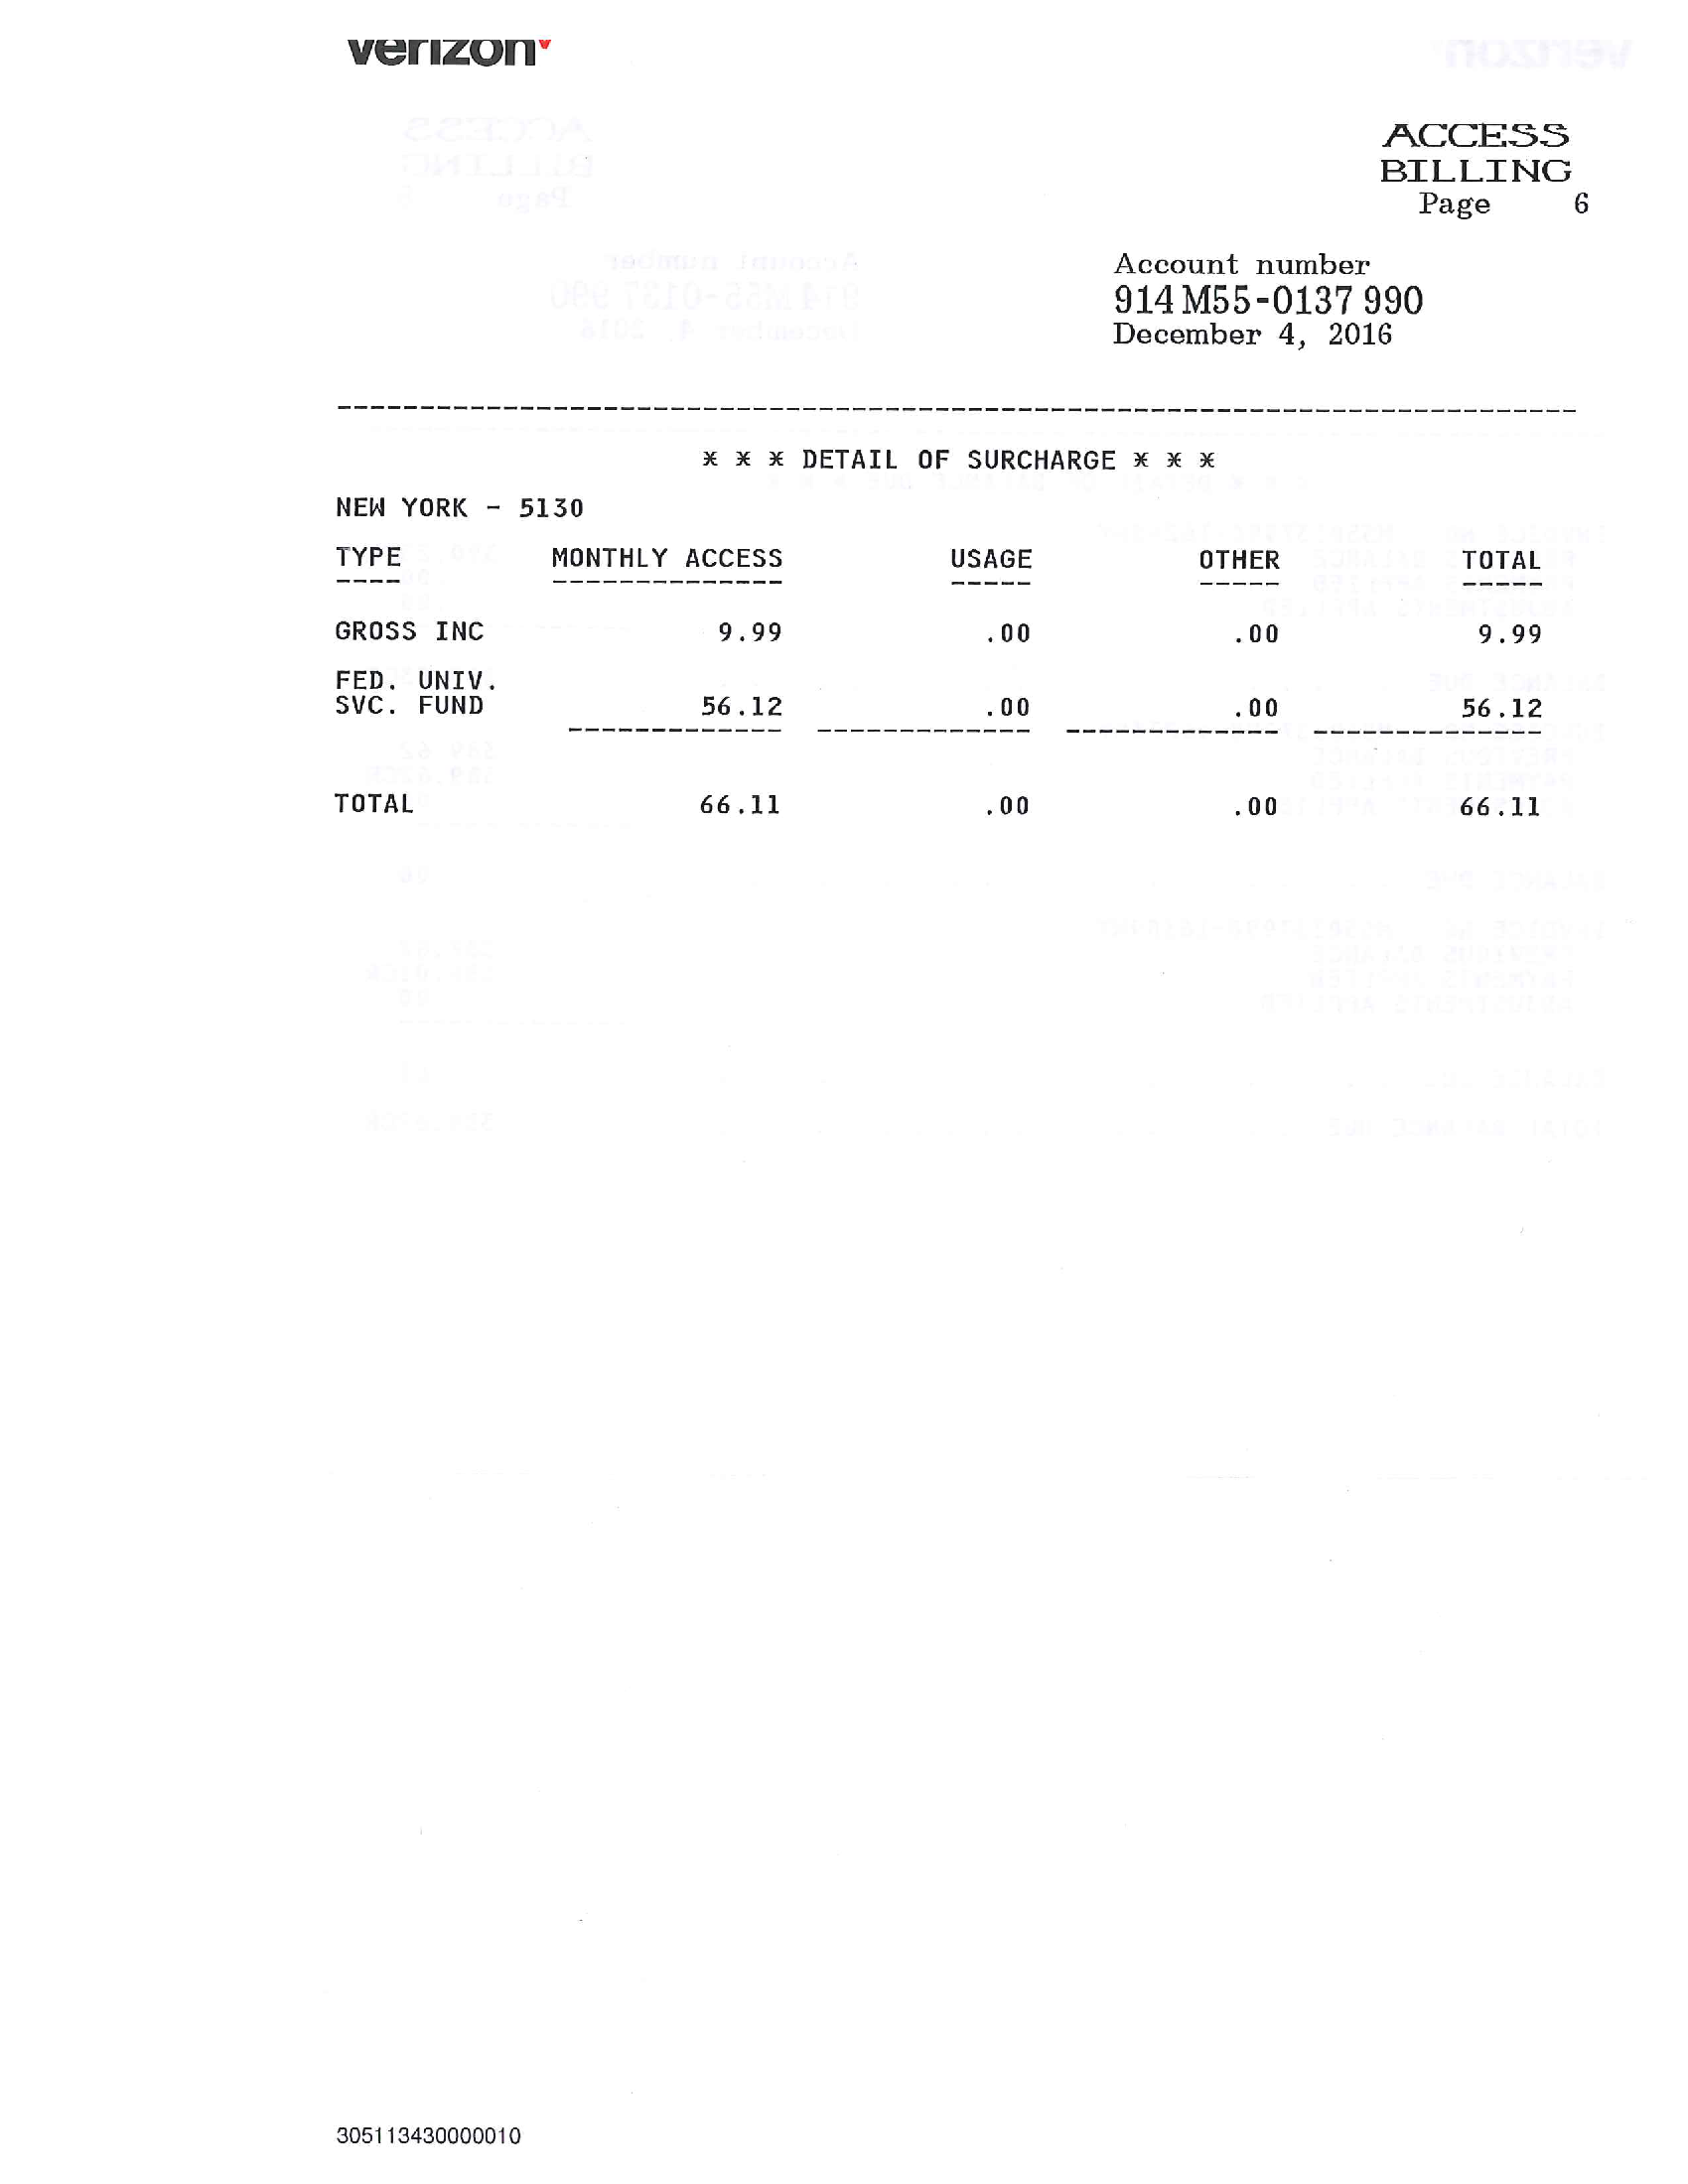 verizon
ACCESS
BILLING
Page 6
Account number
914 M55-0137 990
December 4, 2016
* * * DETAIL OF SURCHARGE * * *
NEW YORK - 5130
TYPE MONTHLY ACCESS USAGE OTHER TOTAL
GROSS INC 9.99 .00 .00 9.99
FED. UNIV.
SVC. FUND 56.12 .00 .00 56.12
TOTAL 66.11 .00 .00 66.11
305113430000010